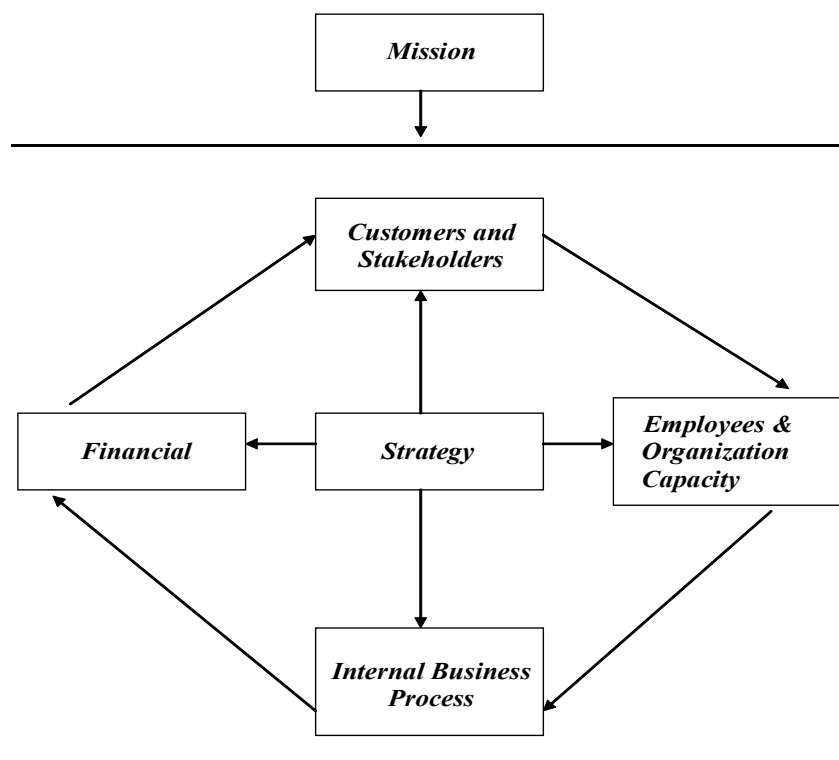 Mission
Customers and
Stakeholders
Financial
Strategy
Employees &
Organization
Capacity
Internal Business
Process